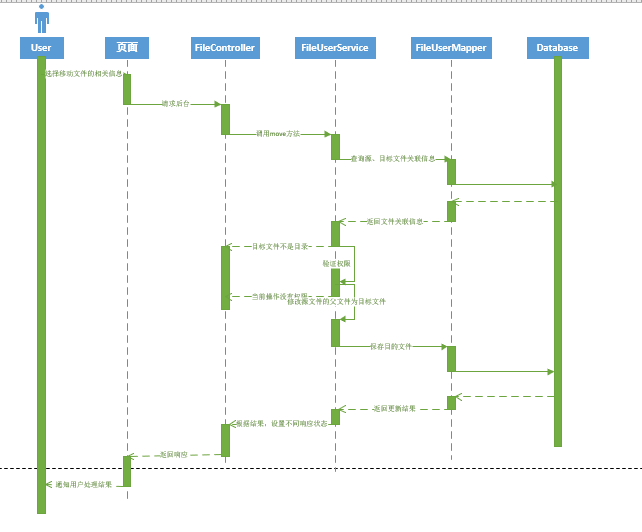 User
页面
FileController
FileUserService
FileUserMapper
Database
选择移动文件的相关信息
请求后台
调用move方法
查询源、目标文件关联信息
返回文件关联信息
目标文件不是目录
验证权限
当前操作没有权限
修改源文件的父文件为目标文件
保存目的文件
返回更新结果
根据结果，设置不同响应状态
返回响应
通知用户处理结果